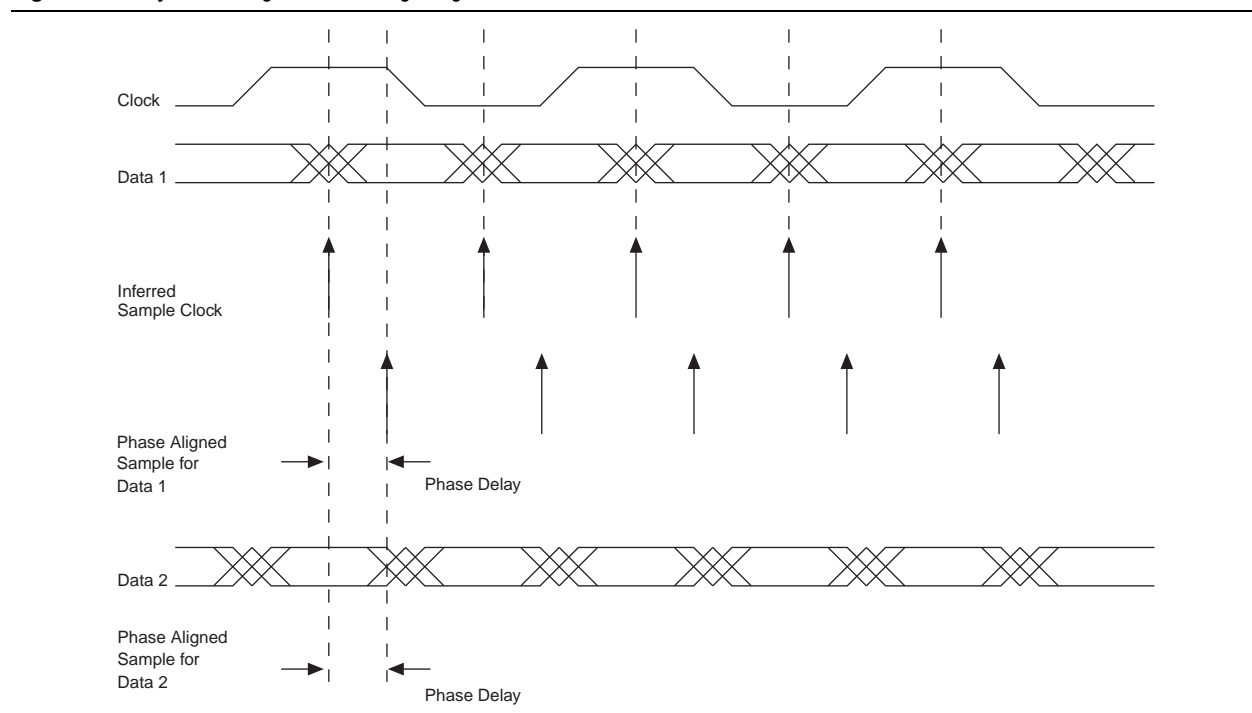 Clock
Data 1
Inferred
Sample Clock
Phase Aligned
Sample for
Data 1
Phase Delay
Data 2
Phase Aligned
Sample for
Data 2
Phase Delay